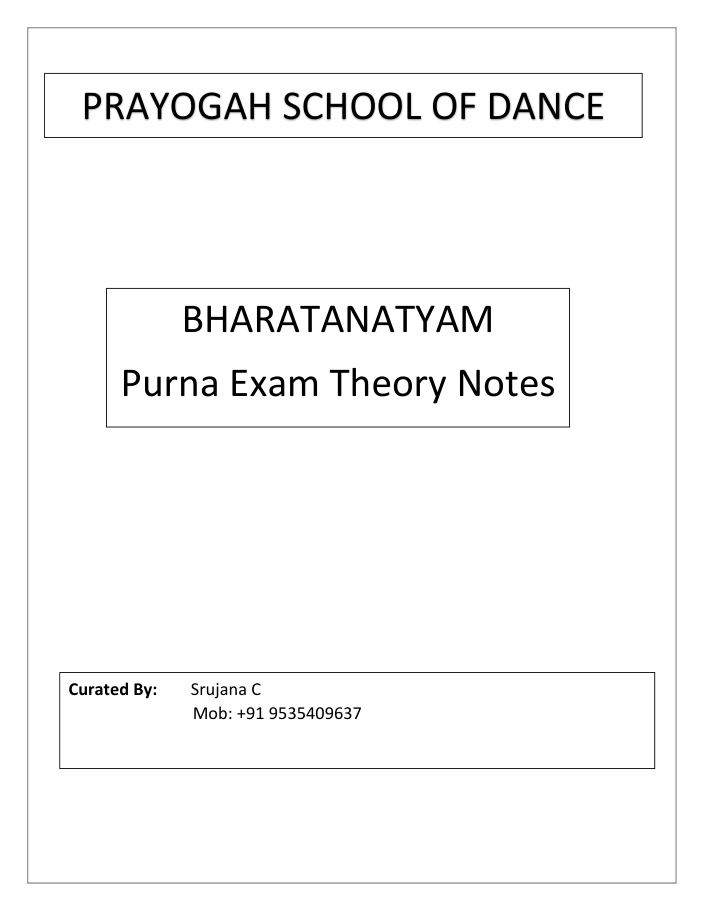 PRAYOGAH SCHOOL OF DANCE
BHARATANATYAM
Purna Exam Theory Notes
Curated By: Srujana C
Mob: +91 9535409637